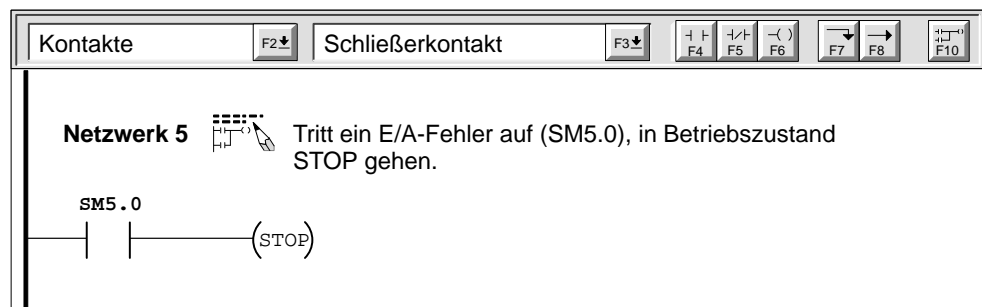 Kontakte F2 Schließerkontakt F3 F4 F5 F6 F7 F8 F10
Netzwerk 5 Tritt ein E/A-Fehler auf (SM5.0), in Betriebszustand
STOP gehen.
SM5.0
STOP